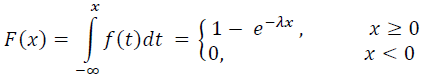 F(x) = ∫_{-∞}^{x} f(t)dt = { 1 − e^{-λx} , x ≥ 0
0, x < 0